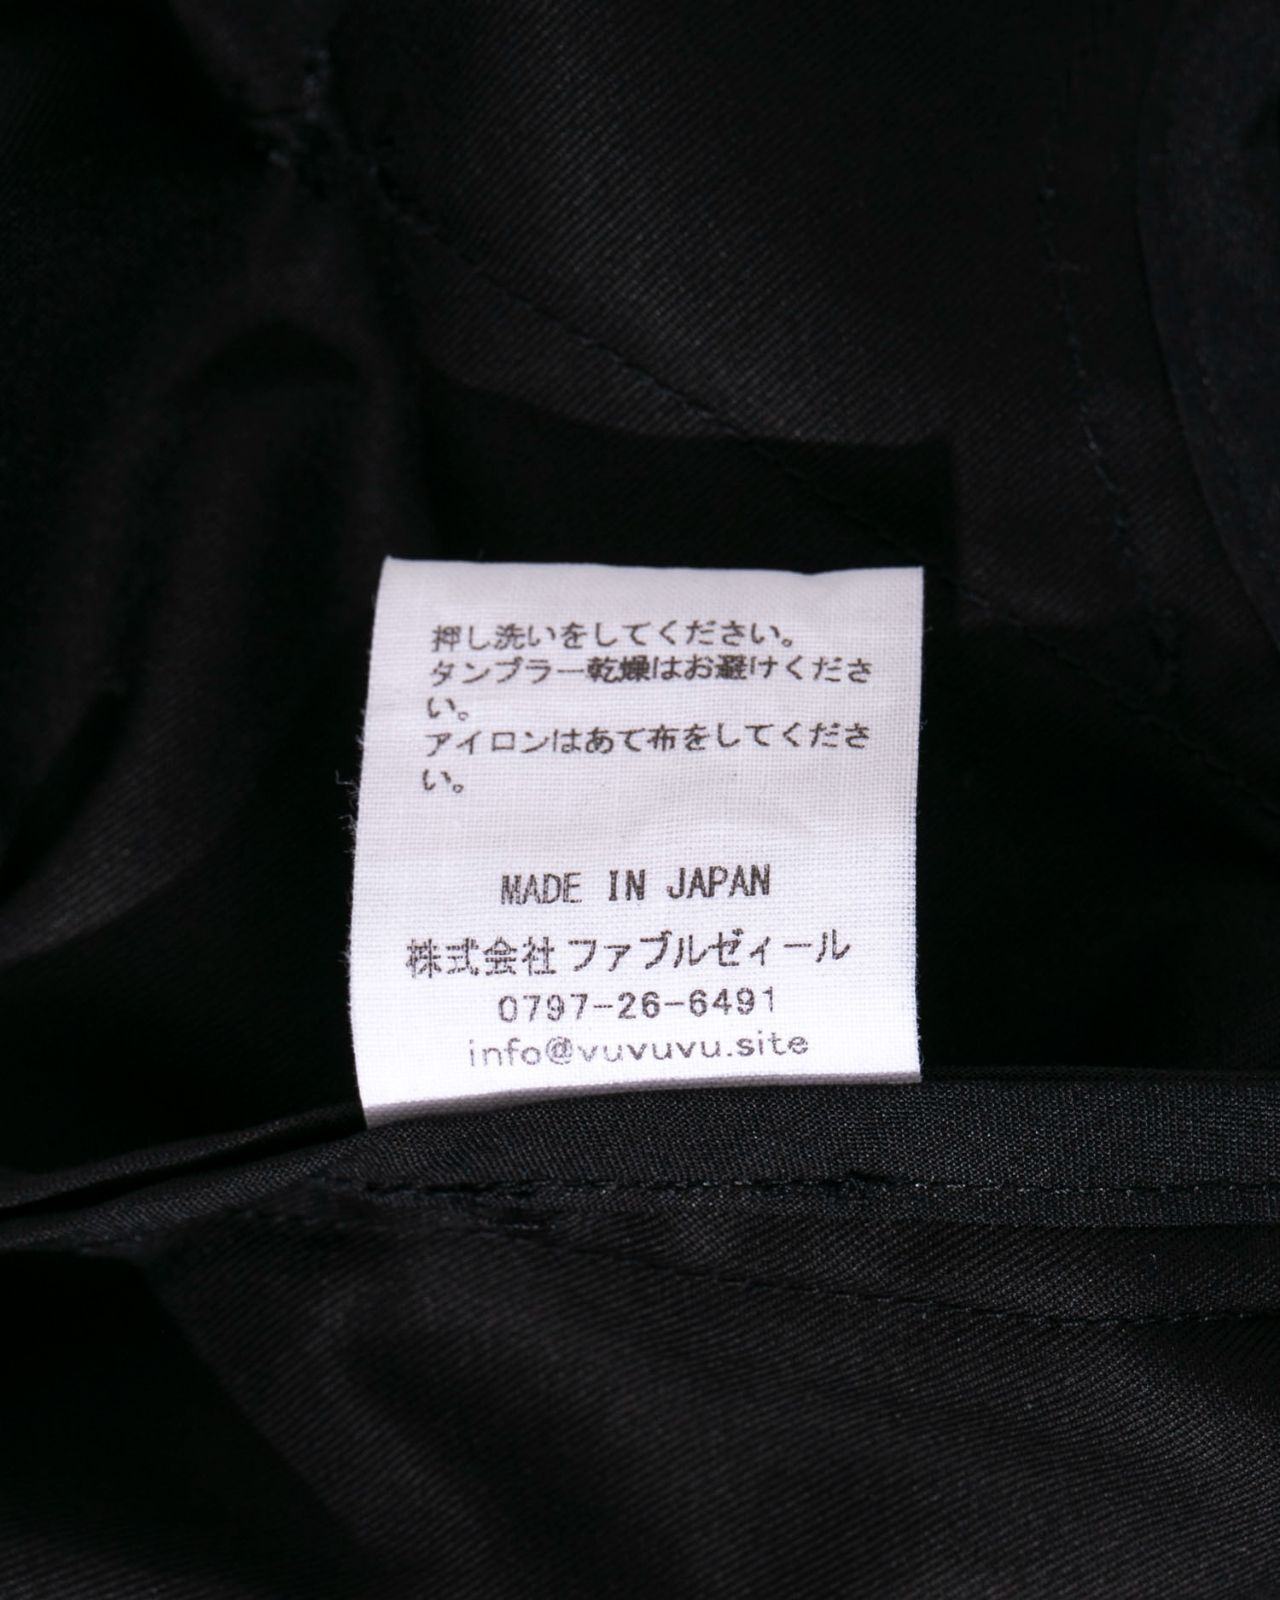 押し洗いをしてください。
タンブラー乾燥はお避けくださ
い。
アイロンはあて布をしてくださ
い。
MADE IN JAPAN
株式会社ファブルゼィール
0797-26-6491
info@vuvuvu.site